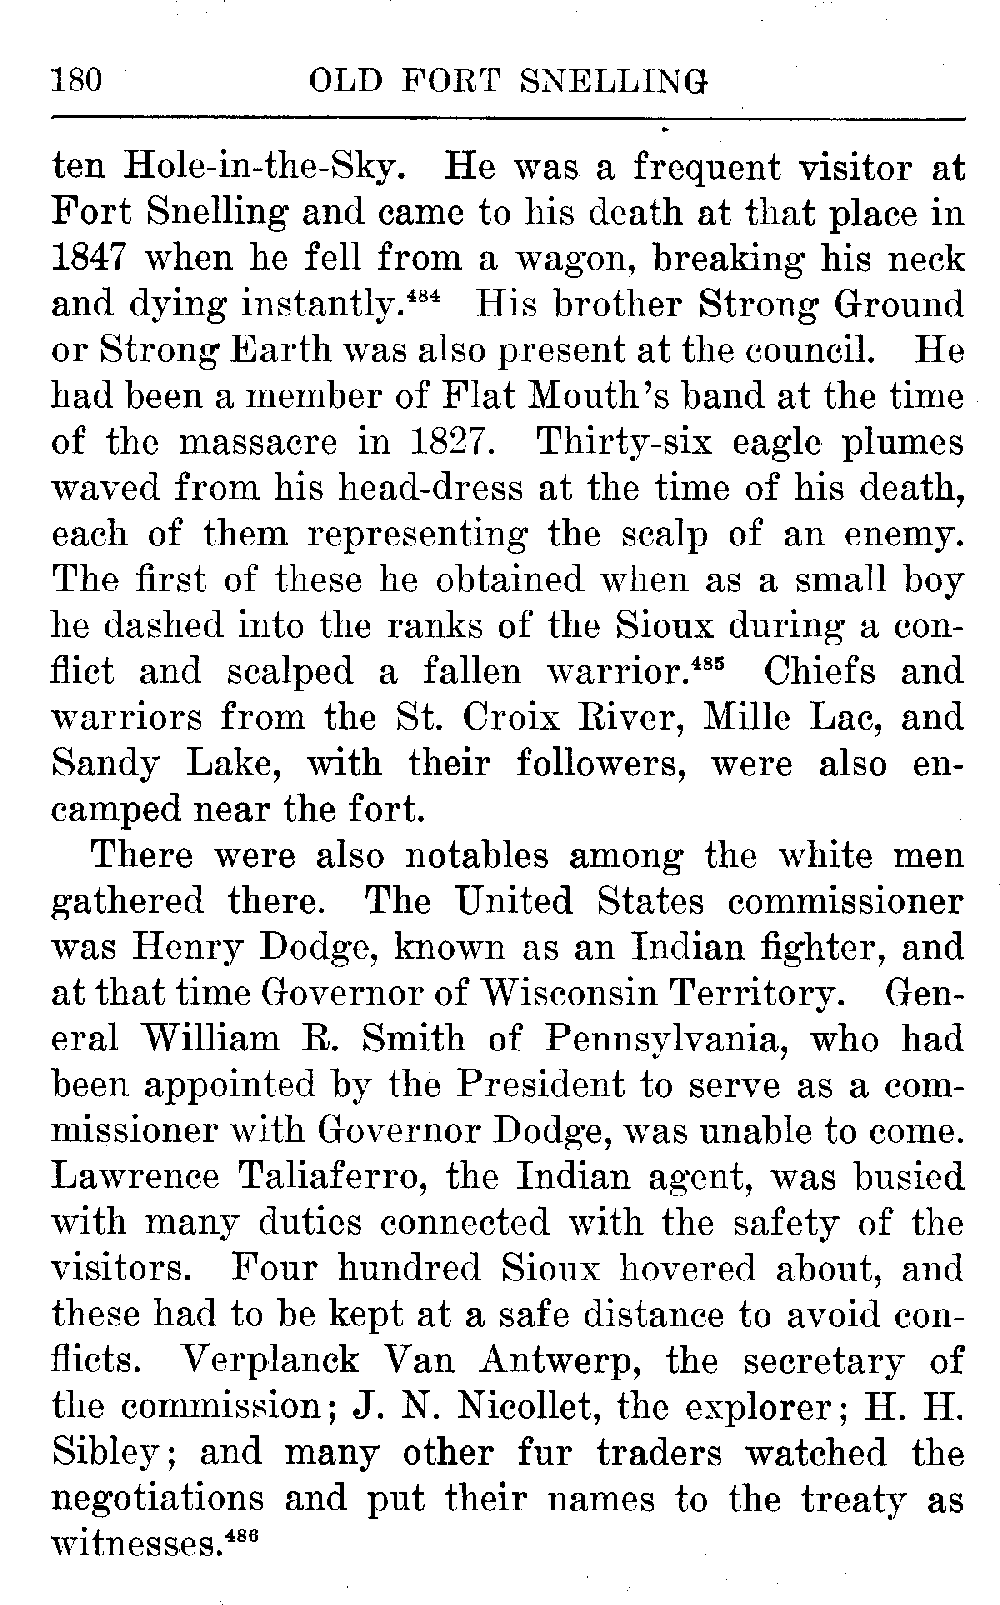 180 OLD FORT SNELLING
ten Hole-in-the-Sky. He was a frequent visitor at
Fort Snelling and came to his death at that place in
1847 when he fell from a wagon, breaking his neck
and dying instantly.⁴⁸⁴ His brother Strong Ground
or Strong Earth was also present at the council. He
had been a member of Flat Mouth's band at the time
of the massacre in 1827. Thirty-six eagle plumes
waved from his head-dress at the time of his death,
each of them representing the scalp of an enemy.
The first of these he obtained when as a small boy
he dashed into the ranks of the Sioux during a con-
flict and scalped a fallen warrior.⁴⁸⁵ Chiefs and
warriors from the St. Croix River, Mille Lac, and
Sandy Lake, with their followers, were also en-
camped near the fort.
There were also notables among the white men
gathered there. The United States commissioner
was Henry Dodge, known as an Indian fighter, and
at that time Governor of Wisconsin Territory. Gen-
eral William R. Smith of Pennsylvania, who had
been appointed by the President to serve as a com-
missioner with Governor Dodge, was unable to come.
Lawrence Taliaferro, the Indian agent, was busied
with many duties connected with the safety of the
visitors. Four hundred Sioux hovered about, and
these had to be kept at a safe distance to avoid con-
flicts. Verplanck Van Antwerp, the secretary of
the commission; J. N. Nicollet, the explorer; H. H.
Sibley; and many other fur traders watched the
negotiations and put their names to the treaty as
witnesses.⁴⁸⁶